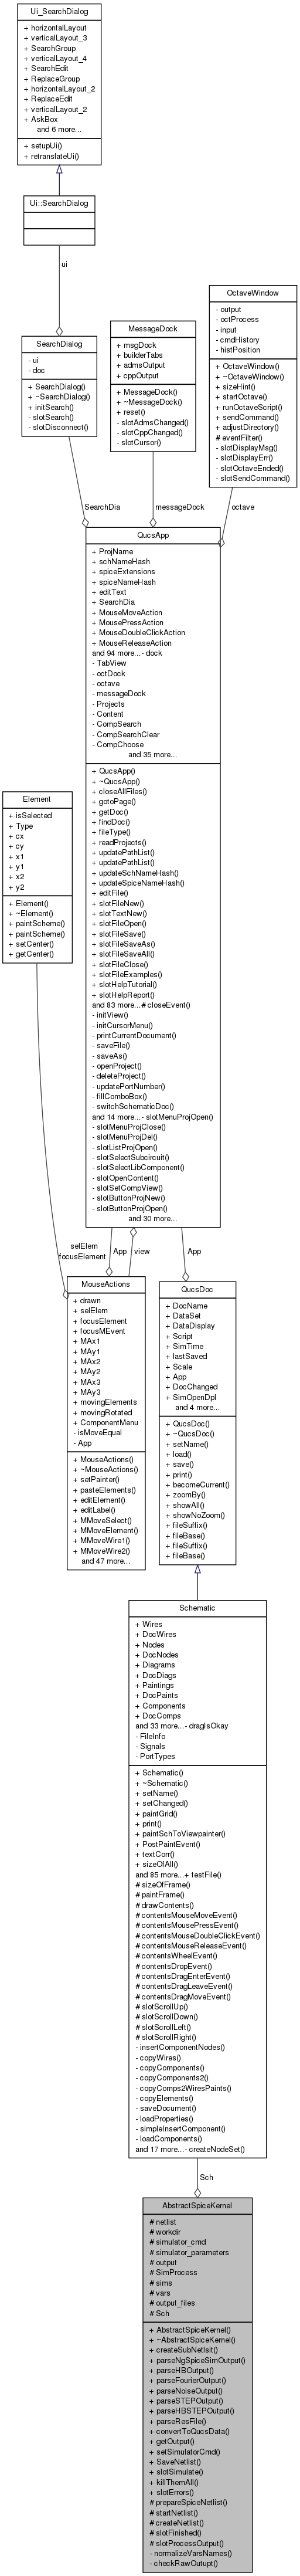 Ui_SearchDialog
+ horizontalLayout
+ verticalLayout_3
+ SearchGroup
+ verticalLayout_4
+ SearchEdit
+ ReplaceGroup
+ horizontalLayout_2
+ ReplaceEdit
+ verticalLayout_2
+ AskBox
and 6 more...
+ setupUi()
+ retranslateUi()
Ui::SearchDialog
ui
SearchDialog
- ui
- doc
+ SearchDialog()
+ ~SearchDialog()
+ initSearch()
- slotSearch()
- slotDisconnect()
MessageDock
+ msgDock
+ builderTabs
+ admsOutput
+ cppOutput
+ MessageDock()
+ ~MessageDock()
+ reset()
- slotAdmsChanged()
- slotCppChanged()
- slotCursor()
OctaveWindow
- output
- octProcess
- input
- cmdHistory
- histPosition
+ OctaveWindow()
+ ~OctaveWindow()
+ sizeHint()
+ startOctave()
+ runOctaveScript()
+ sendCommand()
+ adjustDirectory()
# eventFilter()
- slotDisplayMsg()
- slotDisplayErr()
- slotOctaveEnded()
- slotSendCommand()
SearchDia
messageDock
octave
QucsApp
+ ProjName
+ schNameHash
+ spiceExtensions
+ spiceNameHash
+ editText
+ SearchDia
+ MouseMoveAction
+ MousePressAction
+ MouseDoubleClickAction
+ MouseReleaseAction
and 94 more...- dock
- TabView
- octDock
- octave
- messageDock
- Projects
- Content
- CompSearch
- CompSearchClear
- CompChoose
and 35 more...
+ QucsApp()
+ ~QucsApp()
+ closeAllFiles()
+ gotoPage()
+ getDoc()
+ findDoc()
+ fileType()
+ readProjects()
+ updatePathList()
+ updatePathList()
+ updateSchNameHash()
+ updateSpiceNameHash()
+ editFile()
+ slotFileNew()
+ slotTextNew()
+ slotFileOpen()
+ slotFileSave()
+ slotFileSaveAs()
+ slotFileSaveAll()
+ slotFileClose()
+ slotFileExamples()
+ slotHelpTutorial()
+ slotHelpReport()
and 83 more...# closeEvent()
- initView()
- initCursorMenu()
- printCurrentDocument()
- saveFile()
- saveAs()
- openProject()
- deleteProject()
- updatePortNumber()
- fillComboBox()
- switchSchematicDoc()
and 14 more...- slotMenuProjOpen()
- slotMenuProjClose()
- slotMenuProjDel()
- slotListProjOpen()
- slotSelectSubcircuit()
- slotSelectLibComponent()
- slotOpenContent()
- slotSetCompView()
- slotButtonProjNew()
- slotButtonProjOpen()
and 30 more...
Element
+ isSelected
+ Type
+ cx
+ cy
+ x1
+ y1
+ x2
+ y2
+ Element()
+ ~Element()
+ paintScheme()
+ paintScheme()
+ setCenter()
+ getCenter()
selElem
focusElement
App
view
App
MouseActions
+ drawn
+ selElem
+ focusElement
+ focusMEvent
+ MAx1
+ MAy1
+ MAx2
+ MAy2
+ MAx3
+ MAy3
+ movingElements
+ movingRotated
+ ComponentMenu
- isMoveEqual
- App
+ MouseActions()
+ ~MouseActions()
+ setPainter()
+ pasteElements()
+ editElement()
+ editLabel()
+ MMoveSelect()
+ MMoveElement()
+ MMoveWire1()
+ MMoveWire2()
and 47 more...
QucsDoc
+ DocName
+ DataSet
+ DataDisplay
+ Script
+ SimTime
+ lastSaved
+ Scale
+ App
+ DocChanged
+ SimOpenDpl
and 4 more...
+ QucsDoc()
+ ~QucsDoc()
+ setName()
+ load()
+ save()
+ print()
+ becomeCurrent()
+ zoomBy()
+ showAll()
+ showNoZoom()
+ fileSuffix()
+ fileBase()
+ fileSuffix()
+ fileBase()
Schematic
+ Wires
+ DocWires
+ Nodes
+ DocNodes
+ Diagrams
+ DocDiags
+ Paintings
+ DocPaints
+ Components
+ DocComps
and 33 more...- dragIsOkay
- FileInfo
- Signals
- PortTypes
+ Schematic()
+ ~Schematic()
+ setName()
+ setChanged()
+ paintGrid()
+ print()
+ paintSchToViewpainter()
+ PostPaintEvent()
+ textCorr()
+ sizeOfAll()
and 85 more...+ testFile()
# sizeOfFrame()
# paintFrame()
# drawContents()
# contentsMouseMoveEvent()
# contentsMousePressEvent()
# contentsMouseDoubleClickEvent()
# contentsMouseReleaseEvent()
# contentsWheelEvent()
# contentsDropEvent()
# contentsDragEnterEvent()
# contentsDragLeaveEvent()
# contentsDragMoveEvent()
# slotScrollUp()
# slotScrollDown()
# slotScrollLeft()
# slotScrollRight()
- insertComponentNodes()
- copyWires()
- copyComponents()
- copyComponents2()
- copyComps2WiresPaints()
- copyElements()
- saveDocument()
- loadProperties()
- simpleInsertComponent()
- loadComponents()
and 17 more...- createNodeSet()
Sch
AbstractSpiceKernel
# netlist
# workdir
# simulator_cmd
# simulator_parameters
# output
# SimProcess
# sims
# vars
# output_files
# Sch
+ AbstractSpiceKernel()
+ ~AbstractSpiceKernel()
+ createSubNetlsit()
+ parseNgSpiceSimOutput()
+ parseHBOutput()
+ parseFourierOutput()
+ parseNoiseOutput()
+ parseSTEPOutput()
+ parseHBSTEPOutput()
+ parseResFile()
+ convertToQucsData()
+ getOutput()
+ setSimulatorCmd()
+ SaveNetlist()
+ slotSimulate()
+ killThemAll()
+ slotErrors()
# prepareSpiceNetlist()
# startNetlist()
# createNetlist()
# slotFinished()
# slotProcessOutput()
- normalizeVarsNames()
- checkRawOutupt()